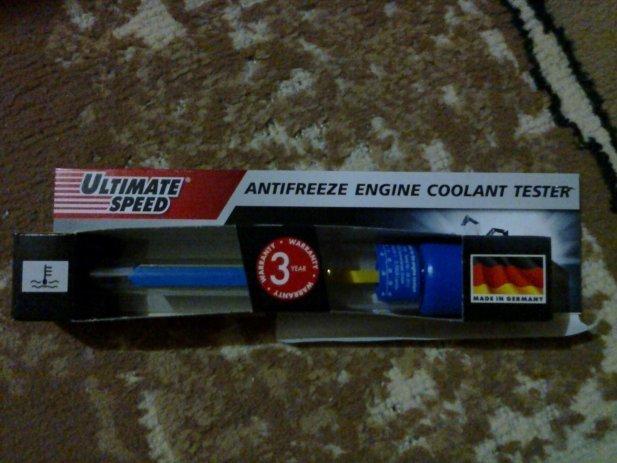 ULTIMATE
SPEED
ANTIFREEZE ENGINE COOLANT TESTER
WARRANTY • WARRANTY • WARRANTY
3 YEAR
MADE IN GERMANY